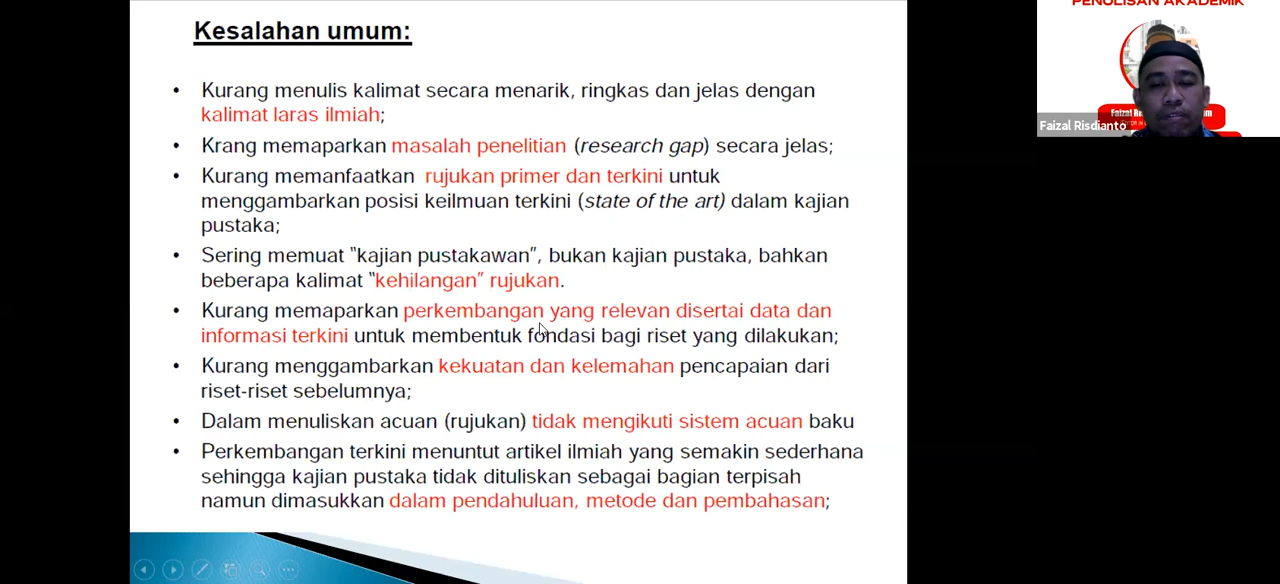 Kesalahan umum:
• Kurang menulis kalimat secara menarik, ringkas dan jelas dengan
kalimat laras ilmiah;
• Krang memaparkan masalah penelitian (research gap) secara jelas;
• Kurang memanfaatkan rujukan primer dan terkini untuk
menggambarkan posisi keilmuan terkini (state of the art) dalam kajian
pustaka;
• Sering memuat “kajian pustakawan”, bukan kajian pustaka, bahkan
beberapa kalimat “kehilangan” rujukan.
• Kurang memaparkan perkembangan yang relevan disertai data dan
informasi terkini untuk membentuk fondasi bagi riset yang dilakukan;
• Kurang menggambarkan kekuatan dan kelemahan pencapaian dari
riset-riset sebelumnya;
• Dalam menuliskan acuan (rujukan) tidak mengikuti sistem acuan baku
• Perkembangan terkini menuntut artikel ilmiah yang semakin sederhana
sehingga kajian pustaka tidak dituliskan sebagai bagian terpisah
namun dimasukkan dalam pendahuluan, metode dan pembahasan;
PENULISAN AKADEMIK
Faizal Risdianto